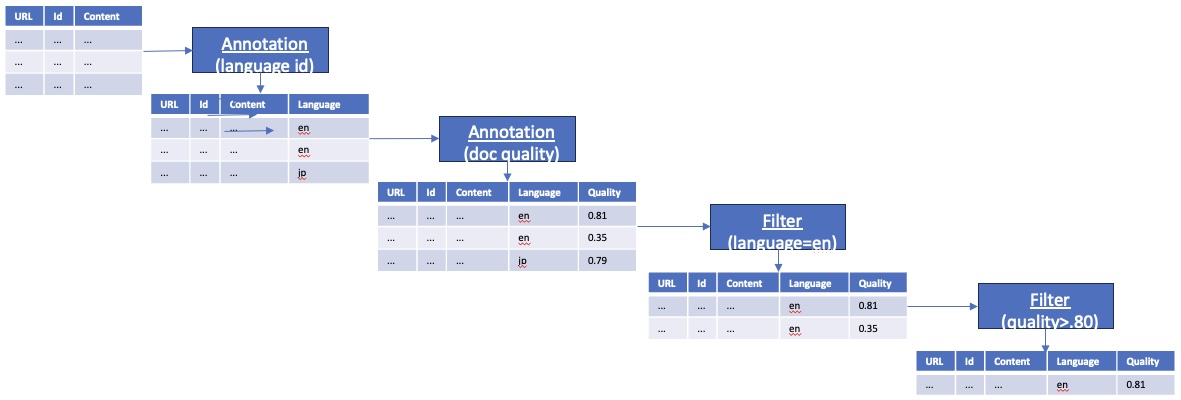 URL Id Content
... ... ...
... ... ...
... ... ...
Annotation
(language id)
URL Id Content Language
... ... ... en
... ... ... en
... ... ... jp
Annotation
(doc quality)
URL Id Content Language Quality
... ... ... en 0.81
... ... ... en 0.35
... ... ... jp 0.79
Filter
(language=en)
URL Id Content Language Quality
... ... ... en 0.81
... ... ... en 0.35
Filter
(quality>.80)
URL Id Content Language Quality
... ... ... en 0.81